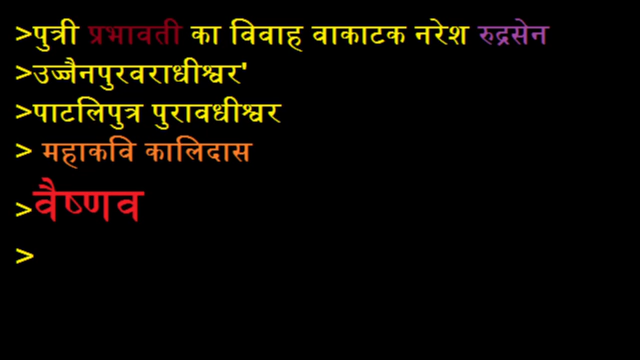 >पुत्री प्रभावती का विवाह वाकाटक नरेश रुद्रसेन
>उज्जैनपुरवराधीश्वर'
>पाटलिपुत्र पुरावधीश्वर
> महाकवि कालिदास
>वैष्णव
>